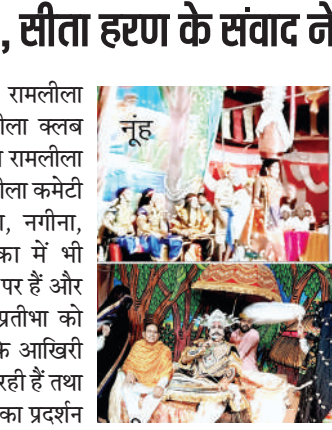 , सीता हरण के संवाद ने
रामलीला
ला क्लब
रामलीला
ला कमेटी
, नगीना,
का में भी
पर हैं और
प्रतीभा को
के आखिरी
रही हैं तथा
का प्रदर्शन
नूंह